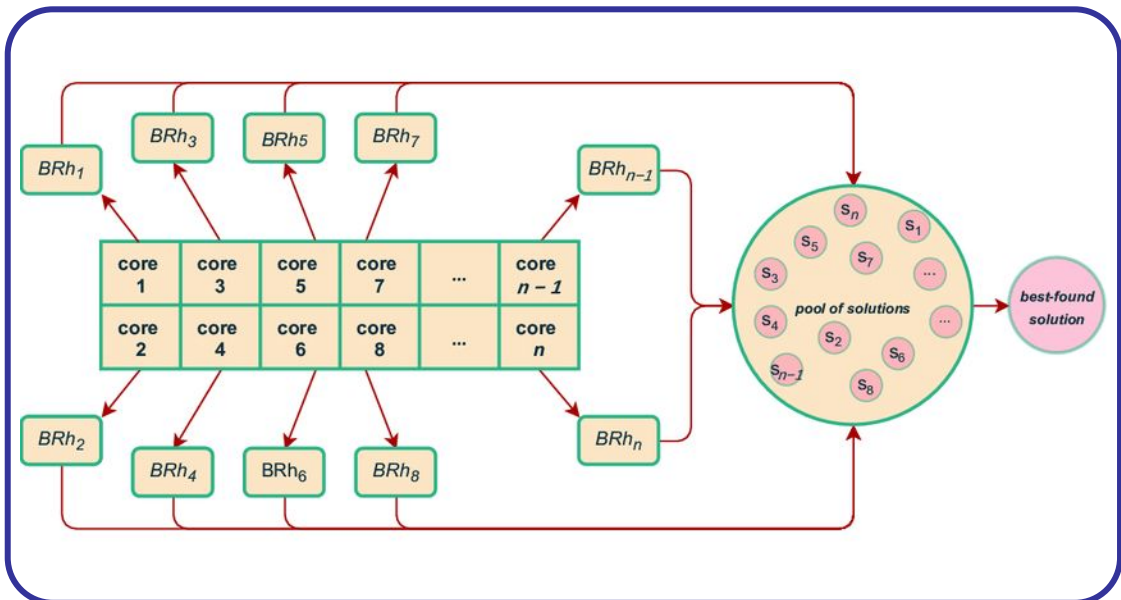 BRh₃
BRh5
BRh₇
BRh₁
BRhₙ₋₁
core
1
core
3
core
5
core
7
...
core
n – 1
core
2
core
4
core
6
core
8
...
core
n
BRh₂
BRh₄
BRh₆
BRh₈
BRhₙ
Sₙ
S₁
S₅
S₇
S₃
...
pool of solutions
S₄
...
S₂
S₆
Sₙ₋₁
S₈
best-found
solution